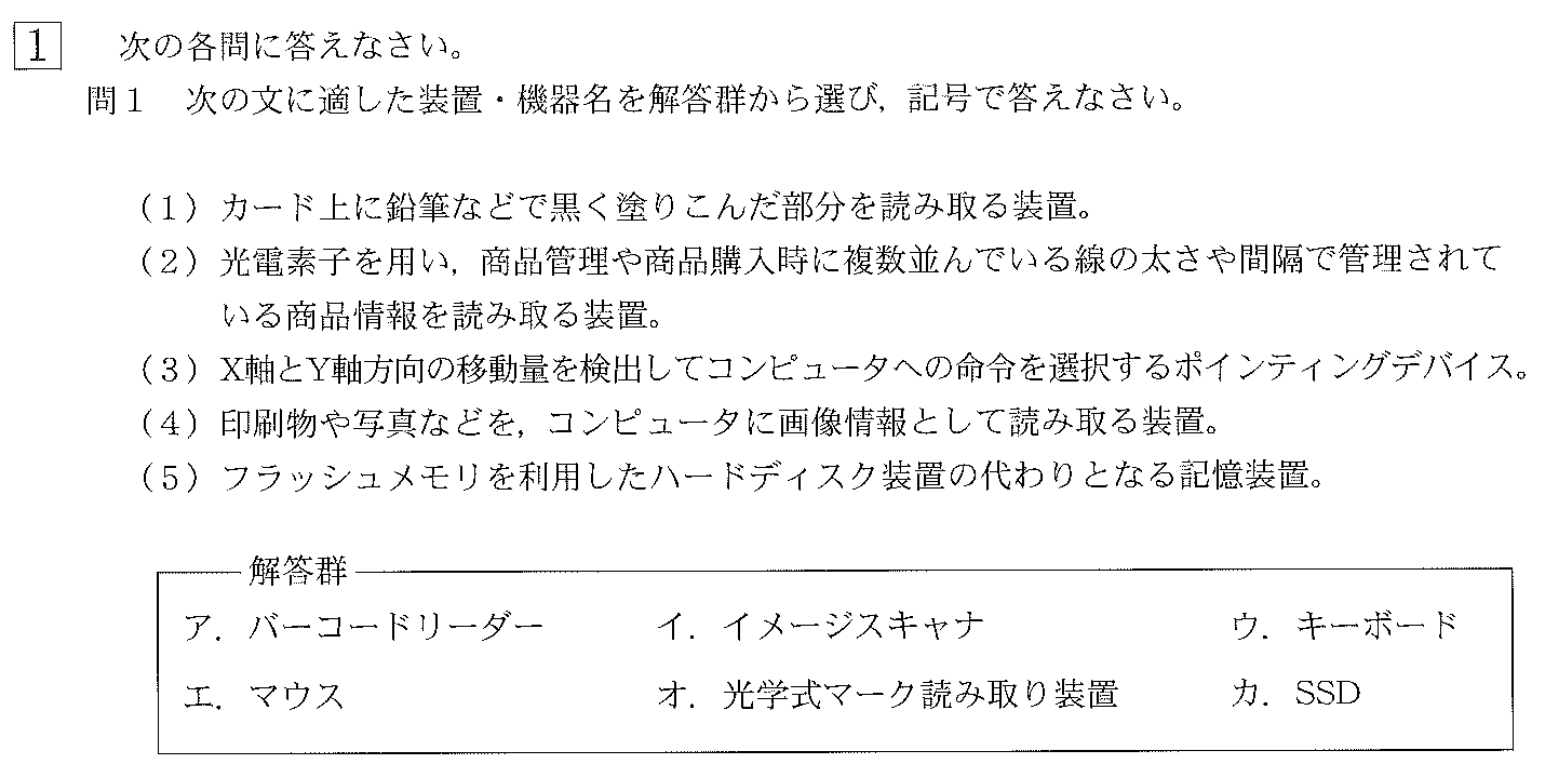 1 次の各問に答えなさい。
問1 次の文に適した装置・機器名を解答群から選び,記号で答えなさい。
(1)カード上に鉛筆などで黒く塗りこんだ部分を読み取る装置。
(2)光電素子を用い,商品管理や商品購入時に複数並んでいる線の太さや間隔で管理されて
いる商品情報を読み取る装置。
(3)X軸とY軸方向の移動量を検出してコンピュータへの命令を選択するポインティングデバイス。
(4)印刷物や写真などを,コンピュータに画像情報として読み取る装置。
(5)フラッシュメモリを利用したハードディスク装置の代わりとなる記憶装置。
解答群
ア.バーコードリーダー イ.イメージスキャナ ウ.キーボード
エ.マウス オ.光学式マーク読み取り装置 カ.SSD